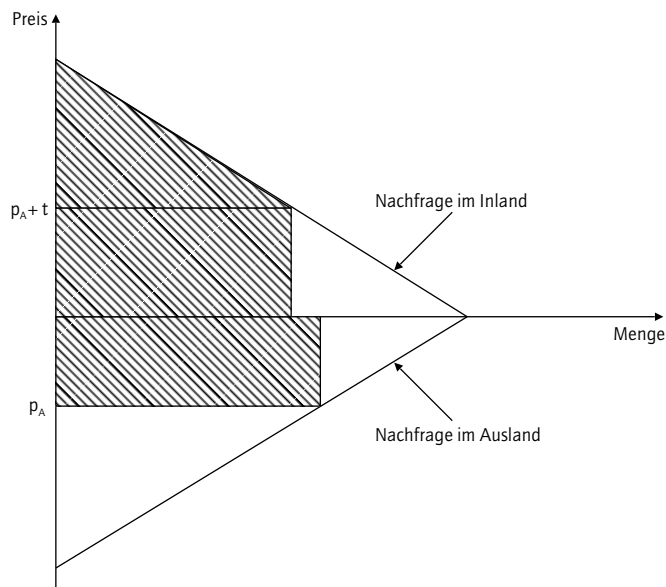 Preis
Nachfrage im Inland
p_A + t
Menge
p_A
Nachfrage im Ausland